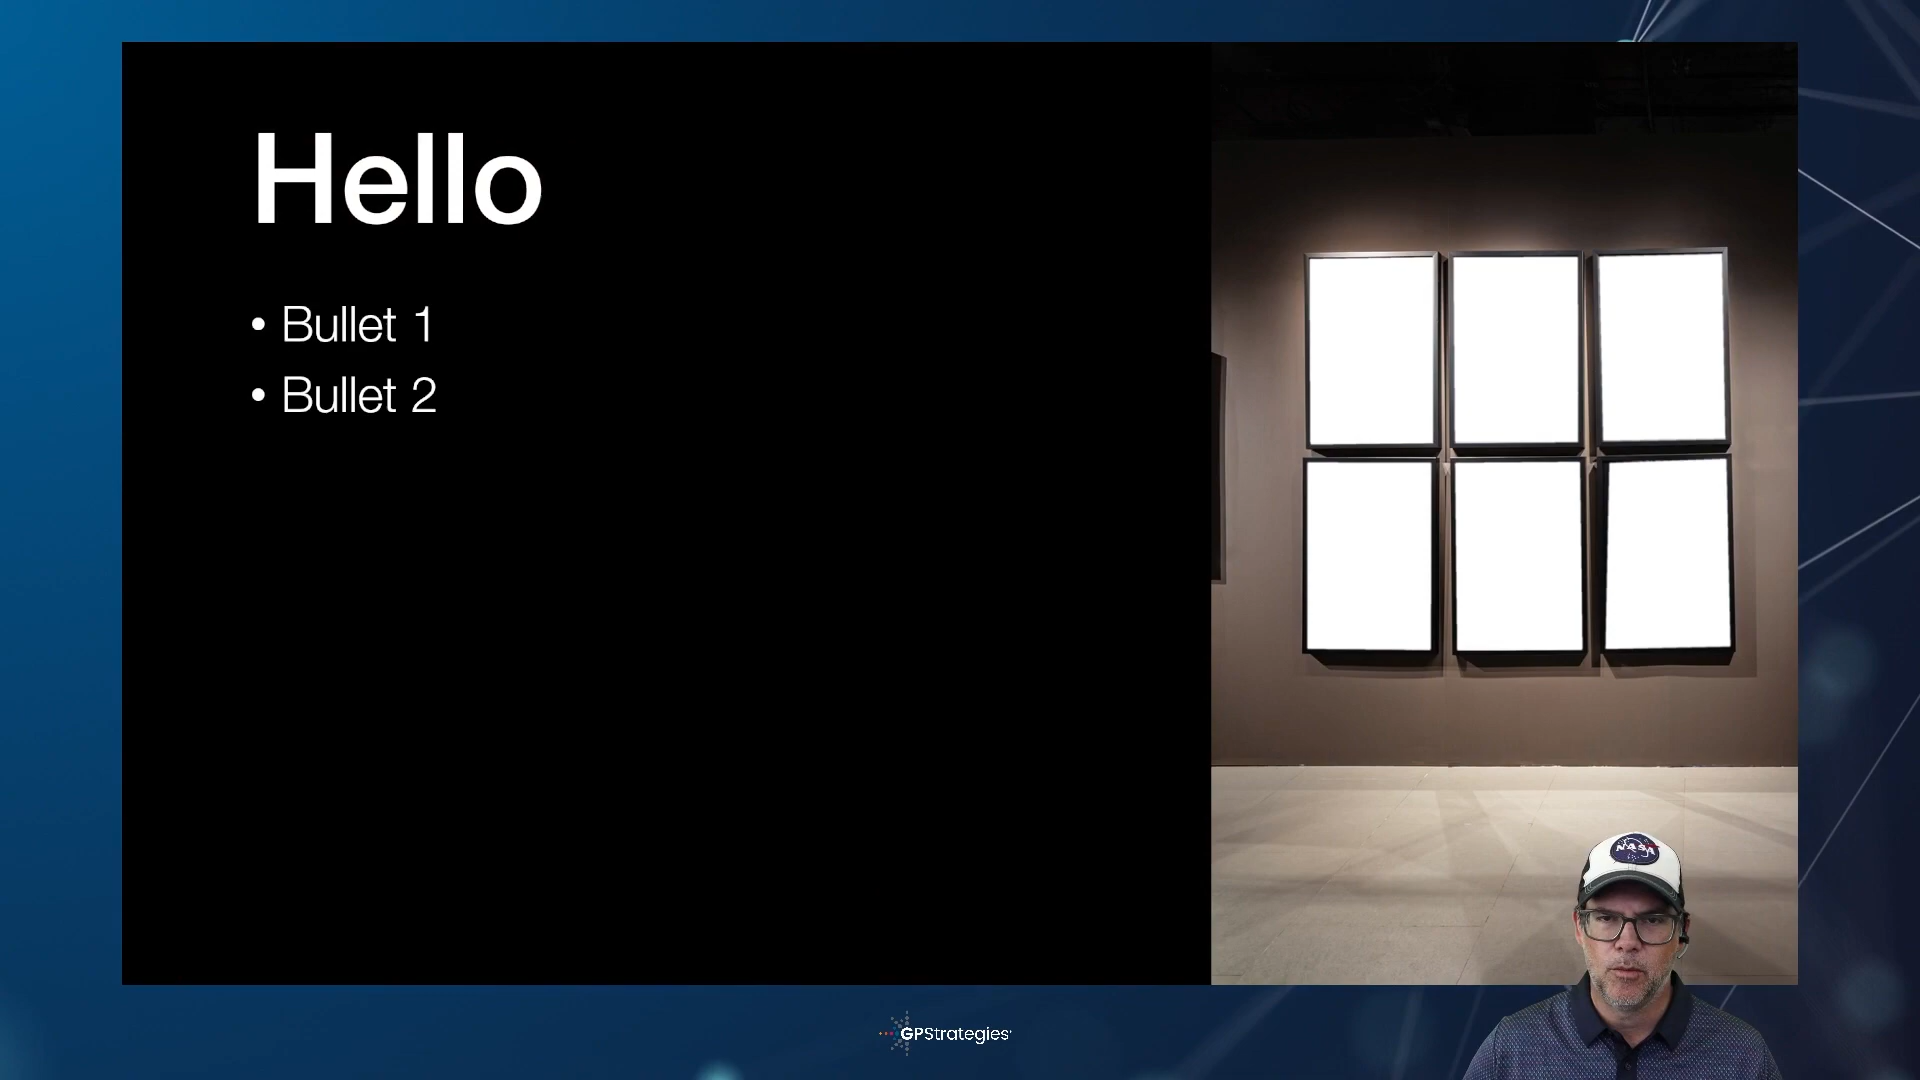 Hello
• Bullet 1
• Bullet 2
NASA
GPStrategies